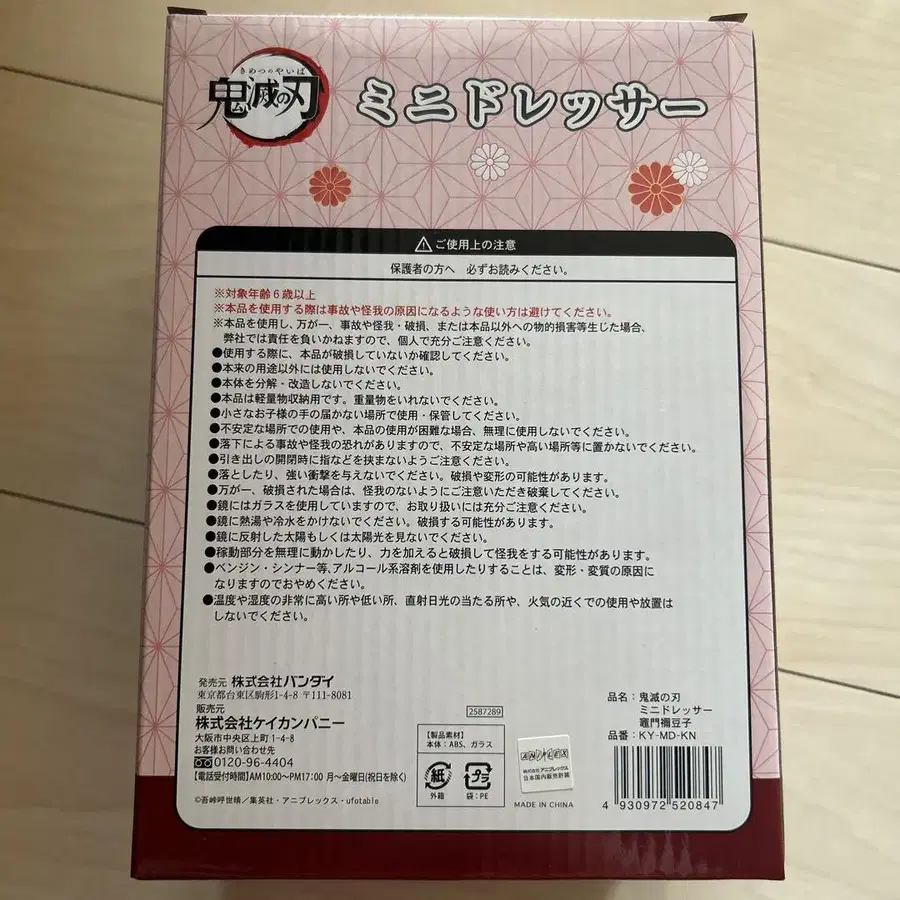 きめつのやいば
鬼滅の刃
ミニドレッサー
⚠ご使用上の注意
保護者の方へ 必ずお読みください。
※対象年齢6歳以上
※本品を使用する際は事故や怪我の原因になるような使い方は避けてください。
※本品を使用し、万が一、事故や怪我・破損、または本品以外への物的損害等生じた場合、
弊社では責任を負いかねますので、個人で充分ご注意ください。
●使用する際に、本品が破損していないか確認してください。
●本来の用途以外には使用しないでください。
●本体を分解・改造しないでください。
●本品は軽量物収納用です。重量物をいれないでください。
●小さなお子様の手の届かない場所で使用・保管してください。
●不安定な場所での使用や、本品の使用が困難な場合、無理に使用しないでください。
●落下による事故や怪我の恐れがありますので、不安定な場所や高い場所等に置かないでください。
●引き出しの開閉時に指などを挟まないようご注意ください。
●落としたり、強い衝撃を与えないでください。破損や変形の可能性があります。
●万が一、破損された場合は、怪我のないようにご注意いただき破棄してください。
●鏡にはガラスを使用していますので、お取り扱いには充分ご注意ください。
●鏡に熱湯や冷水をかけないでください。破損する可能性があります。
●鏡に反射した太陽もしくは太陽光を見ないでください。
●稼動部分を無理に動かしたり、力を加えると破損して怪我をする可能性があります。
●ベンジン・シンナー等、アルコール系溶剤を使用したりすることは、変形・変質の原因に
なりますのでおやめください。
●温度や湿度の非常に高い所や低い所、直射日光の当たる所や、火気の近くでの使用や放置は
しないでください。
発売元 株式会社バンダイ
東京都台東区駒形1-4-8 〒111-8081
販売元
株式会社ケイカンパニー
大阪市中央区上町1-4-8
お客様お問い合わせ先
0120-96-4404
【電話受付時間】AM10:00〜PM17:00 月〜金曜日(祝日を除く)
©吾峠呼世晴／集英社・アニプレックス・ufotable
2587289
【製品素材】
本体:ABS、ガラス
紙
外箱
プラ
袋:PE
ANIPLEX
株式会社アニプレックス
日本国内販売許諾
MADE IN CHINA
品名:鬼滅の刃
ミニドレッサー
竈門禰豆子
品番:KY-MD-KN
4 930972 520847